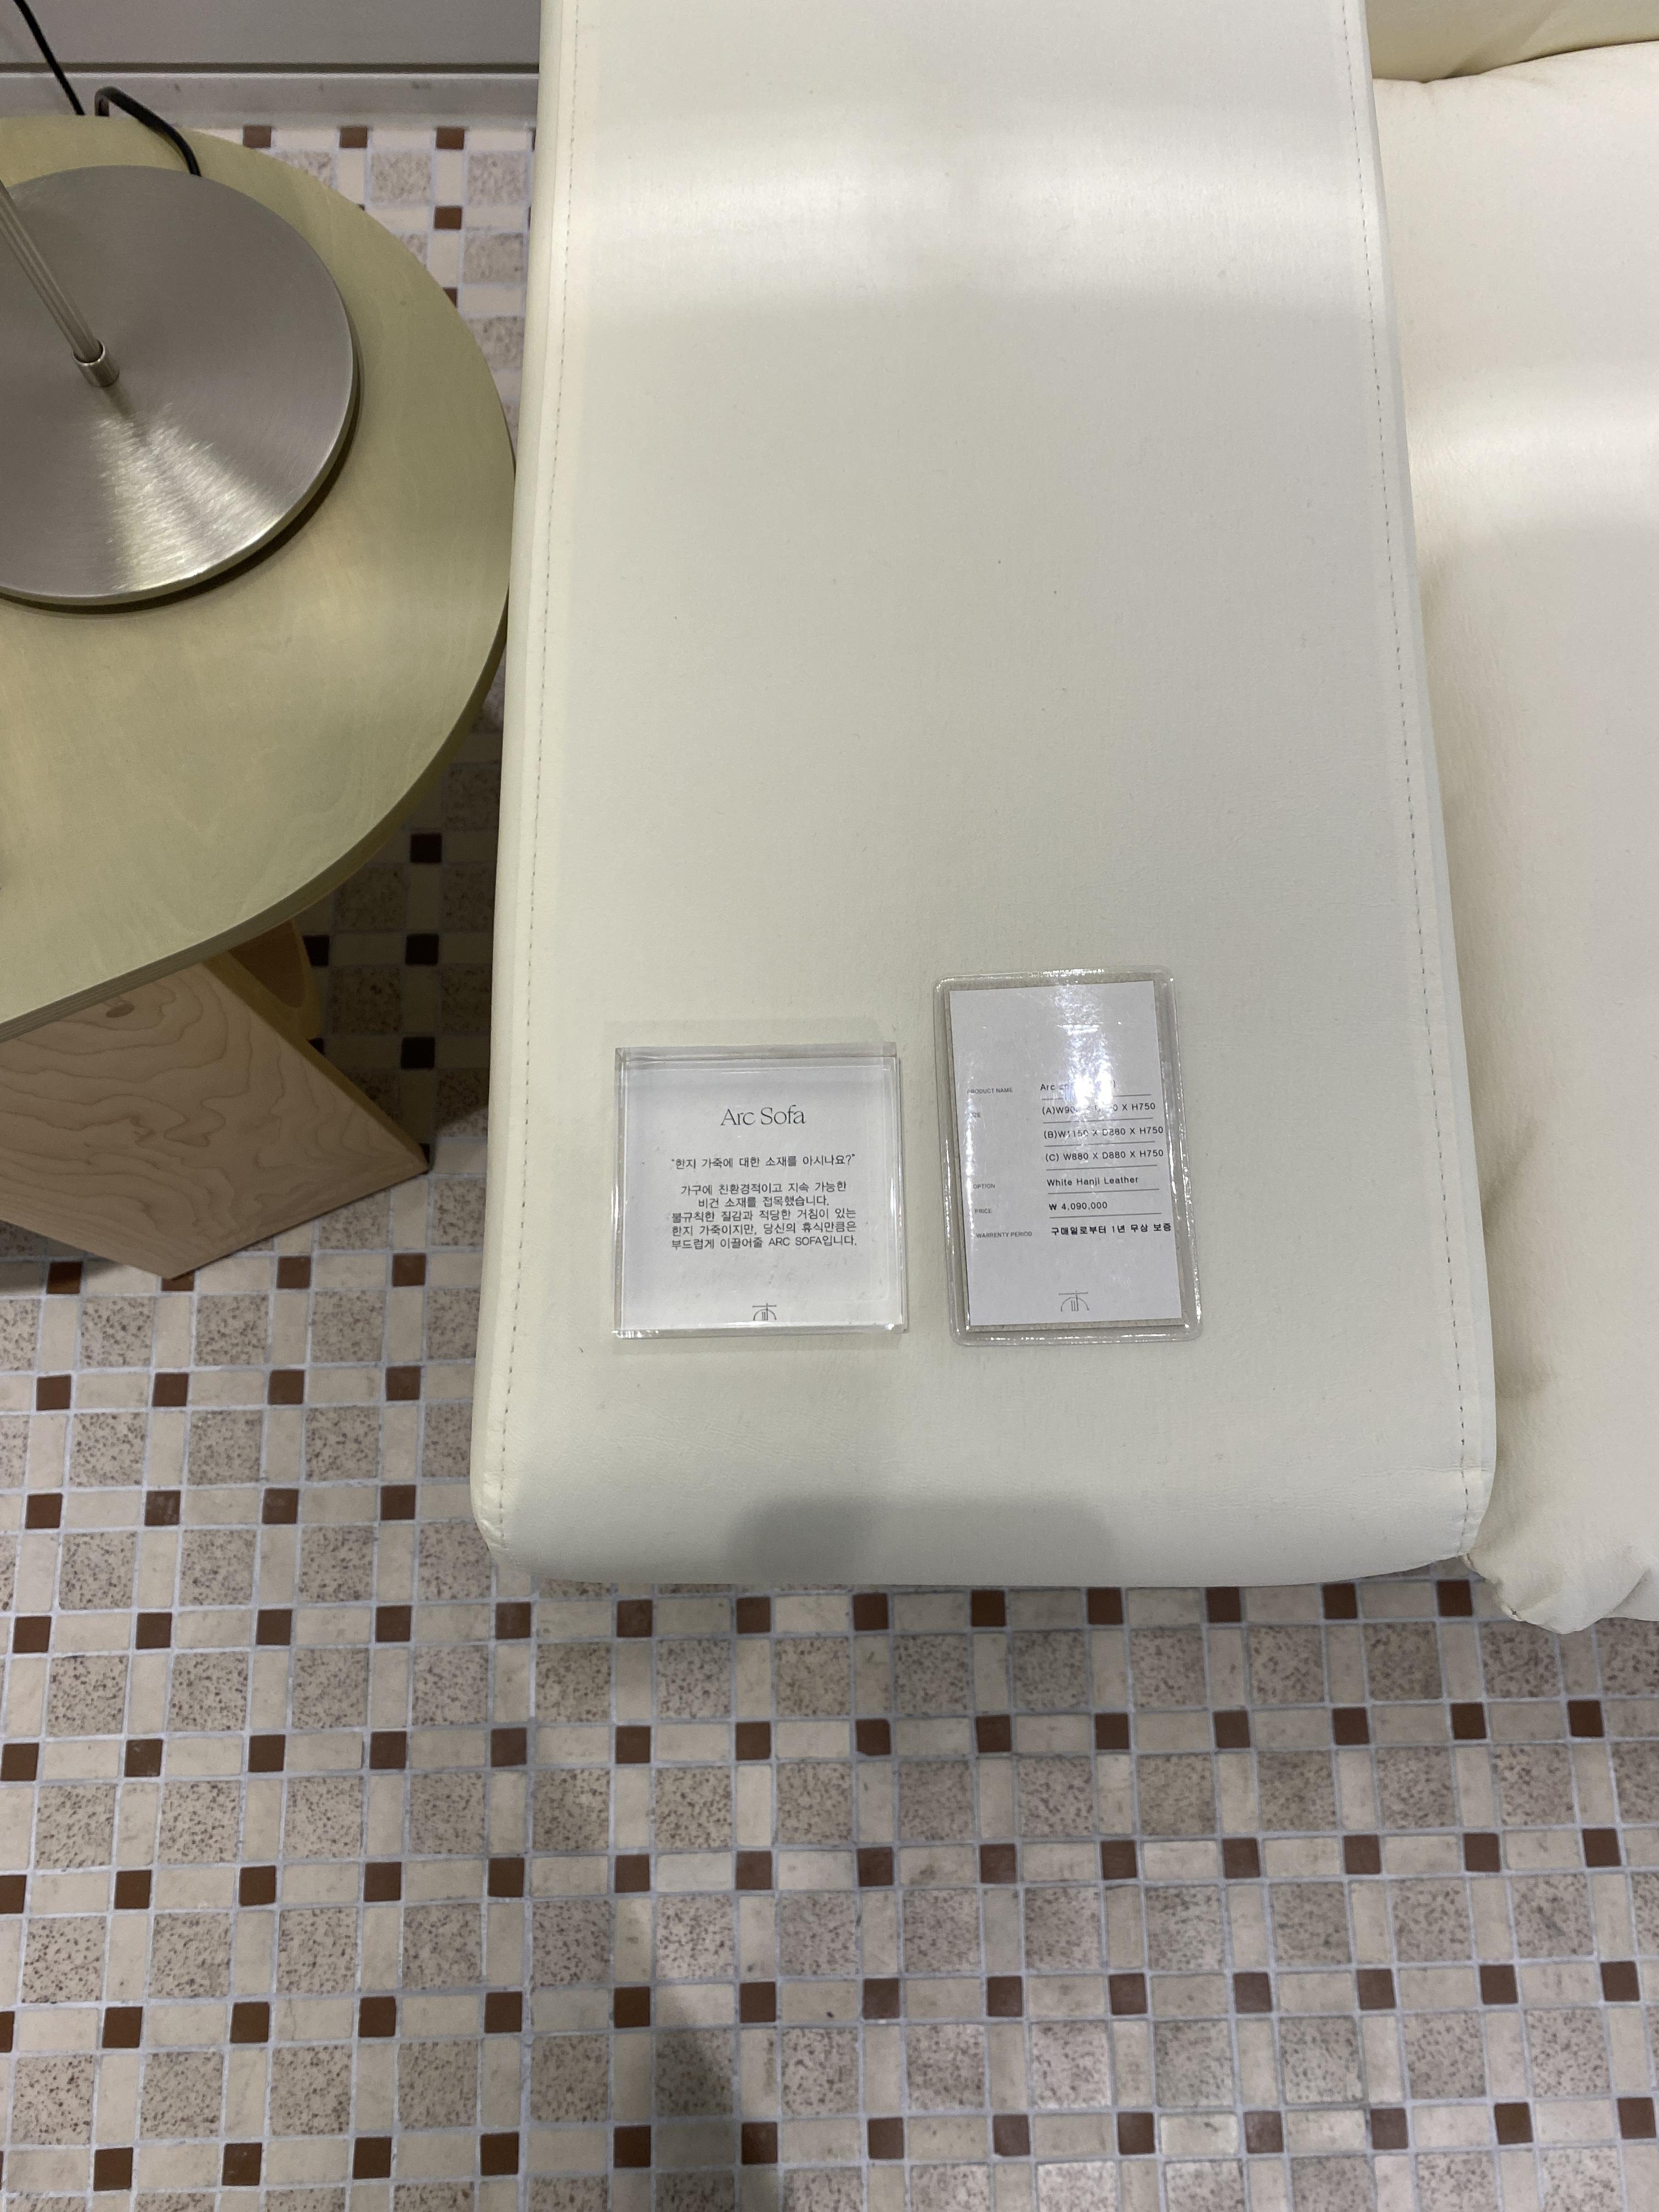 Arc Sofa
"한지 가죽에 대한 소재를 아시나요?"
가구에 친환경적이고 지속 가능한
비건 소재를 접목했습니다.
불규칙한 질감과 적당한 거침이 있는
한지 가죽이지만, 당신의 휴식만큼은
부드럽게 이끌어줄 ARC SOFA입니다.
PRODUCT NAME Arc
X H750
(B)W1150 X D880 X H750
(C) W880 X D880 X H750
OPTION White Hanji Leather
PRICE ₩ 4,090,000
WARRENTY PERIOD 구매일로부터 1년 무상 보증